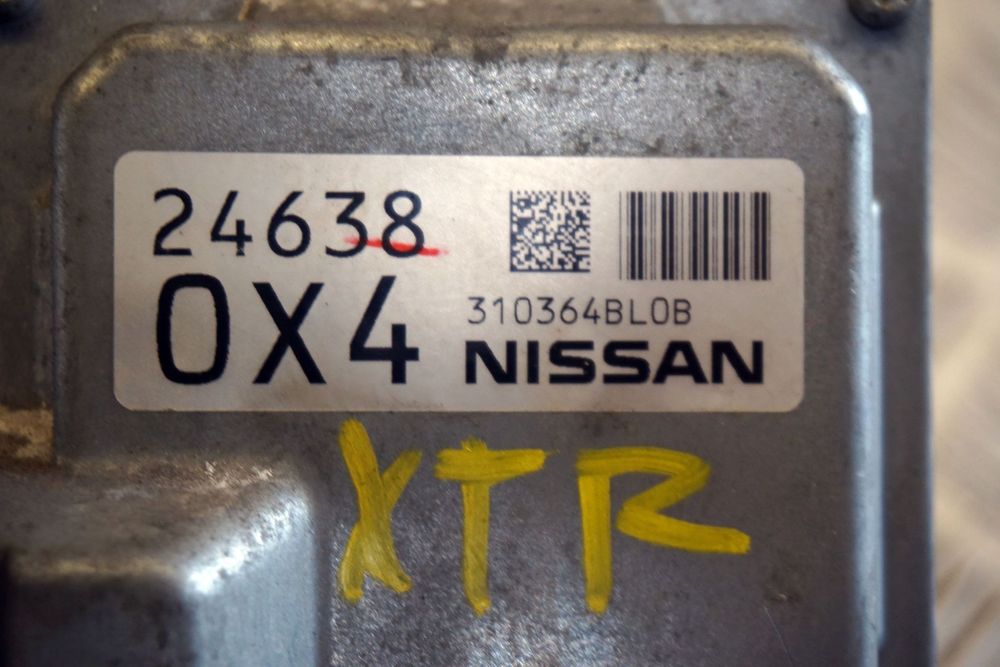 24638
0X4
310364BL0B
NISSAN
XTR